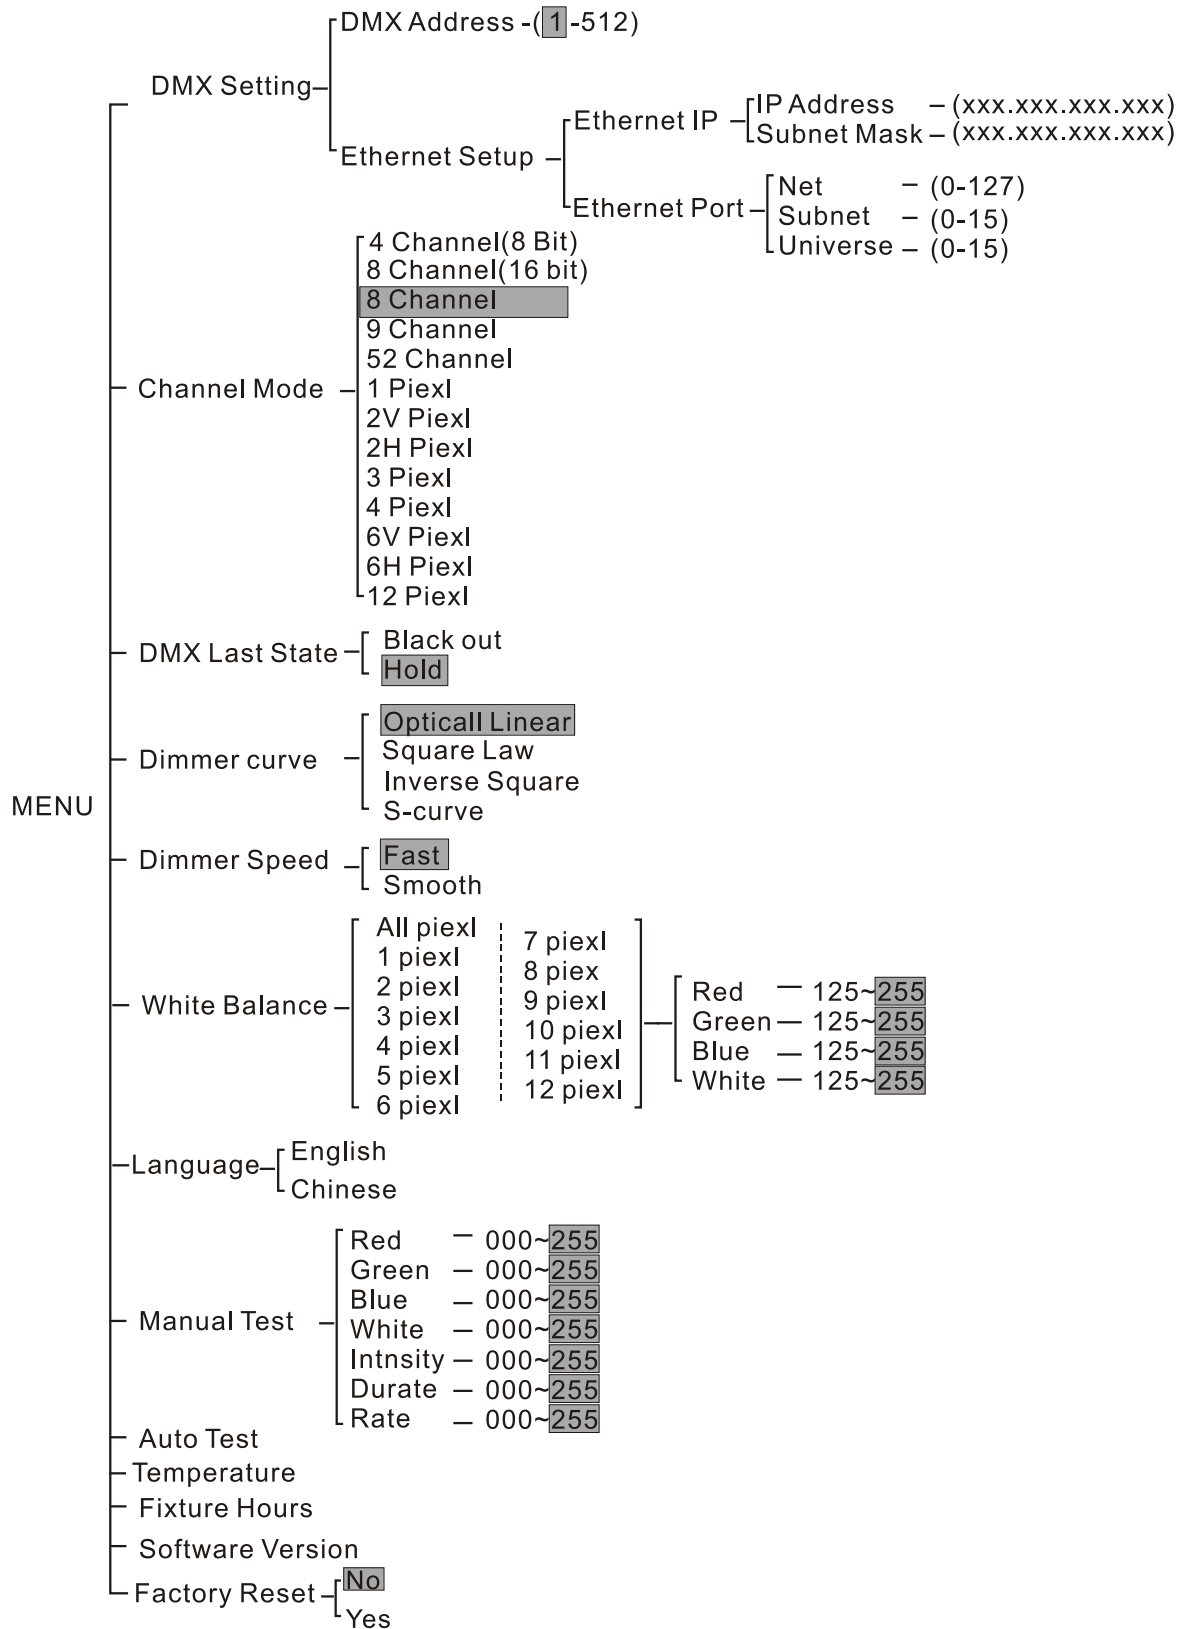 DMX Address -(1-512)
DMX Setting
Ethernet IP
IP Address – (xxx.xxx.xxx.xxx)
Subnet Mask – (xxx.xxx.xxx.xxx)
Ethernet Setup
Ethernet Port
Net – (0-127)
Subnet – (0-15)
Universe – (0-15)
4 Channel(8 Bit)
8 Channel(16 bit)
8 Channel
9 Channel
52 Channel
Channel Mode
1 Piexl
2V Piexl
2H Piexl
3 Piexl
4 Piexl
6V Piexl
6H Piexl
12 Piexl
DMX Last State
Black out
Hold
Dimmer curve
Opticall Linear
Square Law
Inverse Square
S-curve
MENU
Dimmer Speed
Fast
Smooth
White Balance
All piexl
1 piexl
2 piexl
3 piexl
4 piexl
5 piexl
6 piexl
7 piexl
8 piex
9 piexl
10 piexl
11 piexl
12 piexl
Red — 125~255
Green — 125~255
Blue — 125~255
White — 125~255
Language
English
Chinese
Manual Test
Red — 000~255
Green — 000~255
Blue — 000~255
White — 000~255
Intnsity — 000~255
Durate — 000~255
Rate — 000~255
Auto Test
Temperature
Fixture Hours
Software Version
Factory Reset
No
Yes